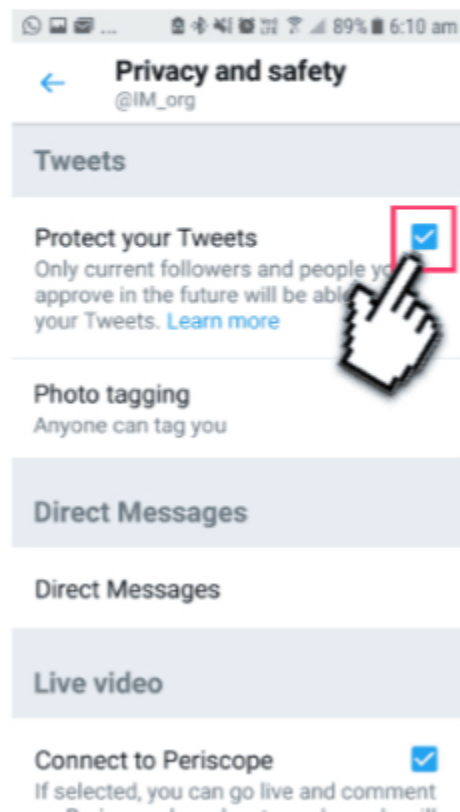 ... 89% 6:10 am
Privacy and safety
@IM_org
Tweets
Protect your Tweets
Only current followers and people
approve in the future will be
your Tweets. Learn more
Photo tagging
Anyone can tag you
Direct Messages
Direct Messages
Live video
Connect to Periscope
If selected, you can go live and comment